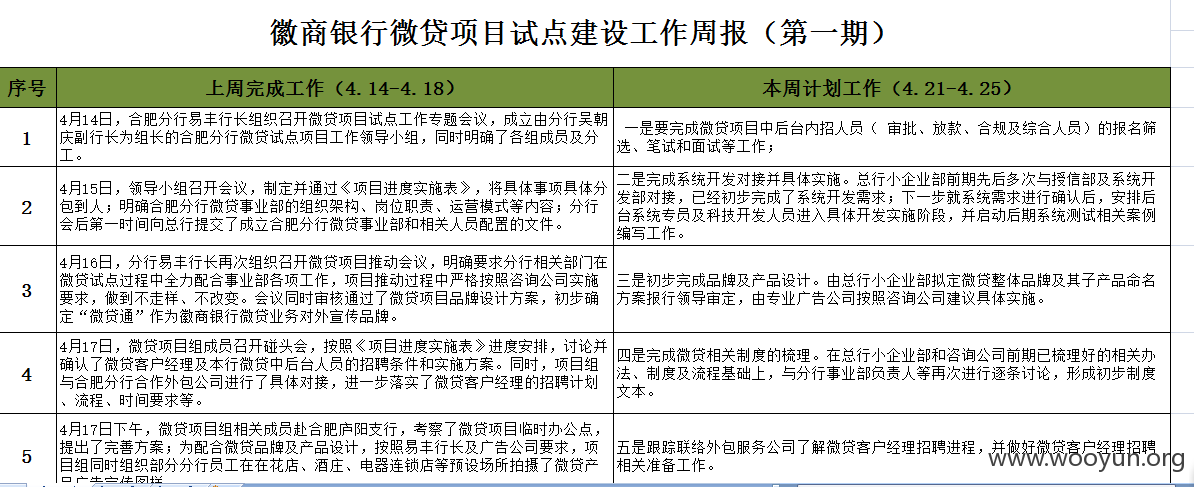 徽商银行微贷项目试点建设工作周报（第一期）
序号
上周完成工作（4.14-4.18）
本周计划工作（4.21-4.25）
1
4月14日，合肥分行易丰行长组织召开微贷项目试点工作专题会议，成立由分行吴朝
庆副行长为组长的合肥分行微贷试点项目工作领导小组，同时明确了各组成员及分
工。
一是要完成微贷项目中后台内招人员（ 审批、放款、合规及综合人员）的报名筛
选、笔试和面试等工作；
2
4月15日，领导小组召开会议，制定并通过《项目进度实施表》，将具体事项具体分
包到人；明确合肥分行微贷事业部的组织架构、岗位职责、运营模式等内容；分行
会后第一时间向总行提交了成立合肥分行微贷事业部和相关人员配置的文件。
二是完成系统开发对接并具体实施。总行小企业部前期先后多次与授信部及系统开
发部对接，已经初步完成了系统开发需求；下一步就系统需求进行确认后，安排后
台系统专员及科技开发人员进入具体开发实施阶段，并启动后期系统测试相关案例
编写工作。
3
4月16日，分行易丰行长再次组织召开微贷项目推动会议，明确要求分行相关部门在
微贷试点过程中全力配合事业部各项工作，项目推动过程中严格按照咨询公司实施
要求，做到不走样、不改变。会议同时审核通过了微贷项目品牌设计方案，初步确
定“微贷通”作为徽商银行微贷业务对外宣传品牌。
三是初步完成品牌及产品设计。由总行小企业部拟定微贷整体品牌及其子产品命名
方案报行领导审定，由专业广告公司按照咨询公司建议具体实施。
4
4月17日，微贷项目组成员召开碰头会，按照《项目进度实施表》进度安排，讨论并
确认了微贷客户经理及本行微贷中后台人员的招聘条件和实施方案。同时，项目组
与合肥分行合作外包公司进行了具体对接，进一步落实了微贷客户经理的招聘计划
、流程、时间要求等。
四是完成微贷相关制度的梳理。在总行小企业部和咨询公司前期已梳理好的相关办
法、制度及流程基础上，与分行事业部负责人等再次进行逐条讨论，形成初步制度
文本。
5
4月17日下午，微贷项目组相关成员赴合肥庐阳支行，考察了微贷项目临时办公点，
提出了完善方案；为配合微贷品牌及产品设计，按照易丰行长及广告公司要求，项
目组同时组织部分分行员工在在花店、酒庄、电器连锁店等预设场所拍摄了微贷产
品广告宣传图样
五是跟踪联络外包服务公司了解微贷客户经理招聘进程，并做好微贷客户经理招聘
相关准备工作。
www.wooyun.org